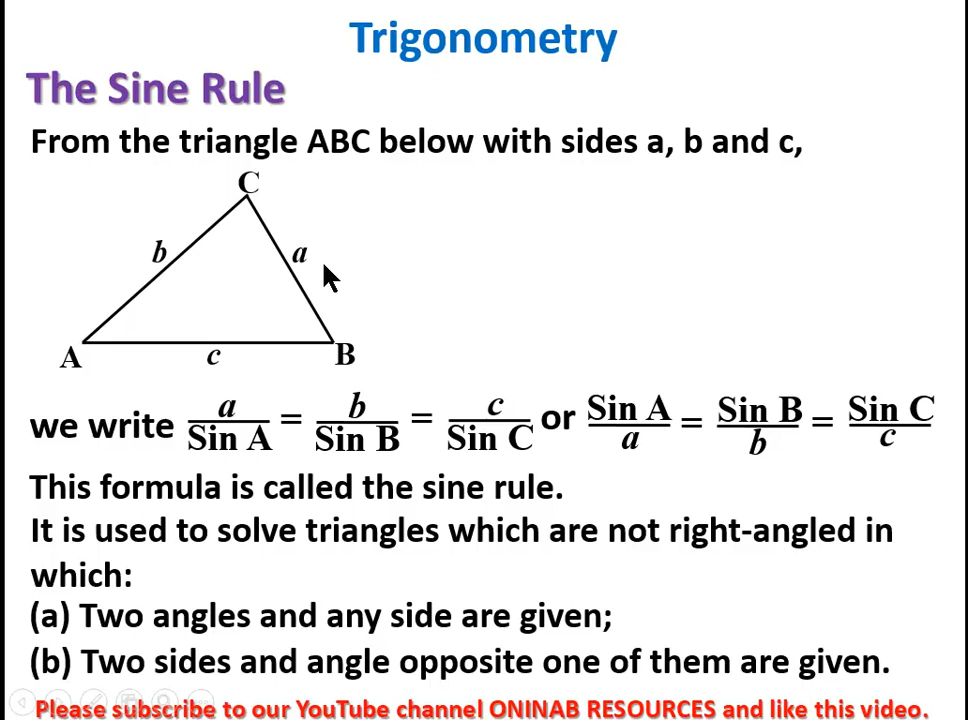 Trigonometry
The Sine Rule
From the triangle ABC below with sides a, b and c,
C
b
a
A
c
B
we write a/Sin A = b/Sin B = c/Sin C or Sin A/a = Sin B/b = Sin C/c
This formula is called the sine rule.
It is used to solve triangles which are not right-angled in
which:
(a) Two angles and any side are given;
(b) Two sides and angle opposite one of them are given.
Please subscribe to our YouTube channel ONINAB RESOURCES and like this video.